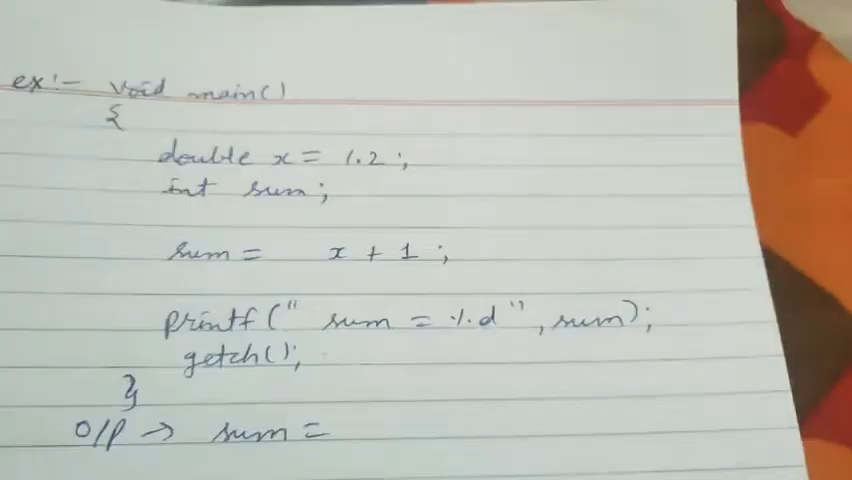 ex:- void main()
{
double x = 1.2;
int sum;
sum = x + 1;
printf(" sum = %d", sum);
getch();
}
O/P → sum =